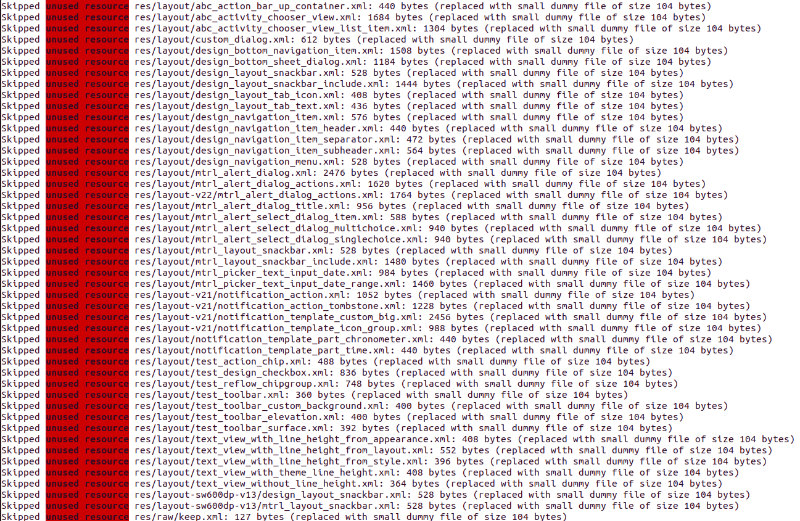 Skipped unused resource res/layout/abc_action_bar_up_container.xml: 440 bytes (replaced with small dummy file of size 104 bytes)
Skipped unused resource res/layout/abc_activity_chooser_view.xml: 1684 bytes (replaced with small dummy file of size 104 bytes)
Skipped unused resource res/layout/abc_activity_chooser_view_list_item.xml: 1304 bytes (replaced with small dummy file of size 104 bytes)
Skipped unused resource res/layout/custom_dialog.xml: 612 bytes (replaced with small dummy file of size 104 bytes)
Skipped unused resource res/layout/design_bottom_navigation_item.xml: 1508 bytes (replaced with small dummy file of size 104 bytes)
Skipped unused resource res/layout/design_bottom_sheet_dialog.xml: 1184 bytes (replaced with small dummy file of size 104 bytes)
Skipped unused resource res/layout/design_layout_snackbar.xml: 528 bytes (replaced with small dummy file of size 104 bytes)
Skipped unused resource res/layout/design_layout_snackbar_include.xml: 1444 bytes (replaced with small dummy file of size 104 bytes)
Skipped unused resource res/layout/design_layout_tab_icon.xml: 408 bytes (replaced with small dummy file of size 104 bytes)
Skipped unused resource res/layout/design_layout_tab_text.xml: 436 bytes (replaced with small dummy file of size 104 bytes)
Skipped unused resource res/layout/design_navigation_item.xml: 576 bytes (replaced with small dummy file of size 104 bytes)
Skipped unused resource res/layout/design_navigation_item_header.xml: 440 bytes (replaced with small dummy file of size 104 bytes)
Skipped unused resource res/layout/design_navigation_item_separator.xml: 472 bytes (replaced with small dummy file of size 104 bytes)
Skipped unused resource res/layout/design_navigation_item_subheader.xml: 564 bytes (replaced with small dummy file of size 104 bytes)
Skipped unused resource res/layout/design_navigation_menu.xml: 528 bytes (replaced with small dummy file of size 104 bytes)
Skipped unused resource res/layout/mtrl_alert_dialog.xml: 2476 bytes (replaced with small dummy file of size 104 bytes)
Skipped unused resource res/layout/mtrl_alert_dialog_actions.xml: 1620 bytes (replaced with small dummy file of size 104 bytes)
Skipped unused resource res/layout-v22/mtrl_alert_dialog_actions.xml: 1764 bytes (replaced with small dummy file of size 104 bytes)
Skipped unused resource res/layout/mtrl_alert_dialog_title.xml: 956 bytes (replaced with small dummy file of size 104 bytes)
Skipped unused resource res/layout/mtrl_alert_select_dialog_item.xml: 588 bytes (replaced with small dummy file of size 104 bytes)
Skipped unused resource res/layout/mtrl_alert_select_dialog_multichoice.xml: 940 bytes (replaced with small dummy file of size 104 bytes)
Skipped unused resource res/layout/mtrl_alert_select_dialog_singlechoice.xml: 940 bytes (replaced with small dummy file of size 104 bytes)
Skipped unused resource res/layout/mtrl_layout_snackbar.xml: 528 bytes (replaced with small dummy file of size 104 bytes)
Skipped unused resource res/layout/mtrl_layout_snackbar_include.xml: 1480 bytes (replaced with small dummy file of size 104 bytes)
Skipped unused resource res/layout/mtrl_picker_text_input_date.xml: 984 bytes (replaced with small dummy file of size 104 bytes)
Skipped unused resource res/layout/mtrl_picker_text_input_date_range.xml: 1460 bytes (replaced with small dummy file of size 104 bytes)
Skipped unused resource res/layout-v21/notification_action.xml: 1052 bytes (replaced with small dummy file of size 104 bytes)
Skipped unused resource res/layout-v21/notification_action_tombstone.xml: 1228 bytes (replaced with small dummy file of size 104 bytes)
Skipped unused resource res/layout-v21/notification_template_custom_big.xml: 2456 bytes (replaced with small dummy file of size 104 bytes)
Skipped unused resource res/layout-v21/notification_template_icon_group.xml: 988 bytes (replaced with small dummy file of size 104 bytes)
Skipped unused resource res/layout/notification_template_part_chronometer.xml: 440 bytes (replaced with small dummy file of size 104 bytes)
Skipped unused resource res/layout/notification_template_part_time.xml: 440 bytes (replaced with small dummy file of size 104 bytes)
Skipped unused resource res/layout/test_action_chip.xml: 488 bytes (replaced with small dummy file of size 104 bytes)
Skipped unused resource res/layout/test_design_checkbox.xml: 836 bytes (replaced with small dummy file of size 104 bytes)
Skipped unused resource res/layout/test_reflow_chipgroup.xml: 748 bytes (replaced with small dummy file of size 104 bytes)
Skipped unused resource res/layout/test_toolbar.xml: 360 bytes (replaced with small dummy file of size 104 bytes)
Skipped unused resource res/layout/test_toolbar_custom_background.xml: 400 bytes (replaced with small dummy file of size 104 bytes)
Skipped unused resource res/layout/test_toolbar_elevation.xml: 400 bytes (replaced with small dummy file of size 104 bytes)
Skipped unused resource res/layout/test_toolbar_surface.xml: 392 bytes (replaced with small dummy file of size 104 bytes)
Skipped unused resource res/layout/text_view_with_line_height_from_appearance.xml: 408 bytes (replaced with small dummy file of size 104 bytes)
Skipped unused resource res/layout/text_view_with_line_height_from_layout.xml: 552 bytes (replaced with small dummy file of size 104 bytes)
Skipped unused resource res/layout/text_view_with_line_height_from_style.xml: 396 bytes (replaced with small dummy file of size 104 bytes)
Skipped unused resource res/layout/text_view_with_theme_line_height.xml: 408 bytes (replaced with small dummy file of size 104 bytes)
Skipped unused resource res/layout/text_view_without_line_height.xml: 364 bytes (replaced with small dummy file of size 104 bytes)
Skipped unused resource res/layout-sw600dp-v13/design_layout_snackbar.xml: 528 bytes (replaced with small dummy file of size 104 bytes)
Skipped unused resource res/layout-sw600dp-v13/mtrl_layout_snackbar.xml: 528 bytes (replaced with small dummy file of size 104 bytes)
Skipped unused resource res/raw/keep.xml: 127 bytes (replaced with small dummy file of size 104 bytes)